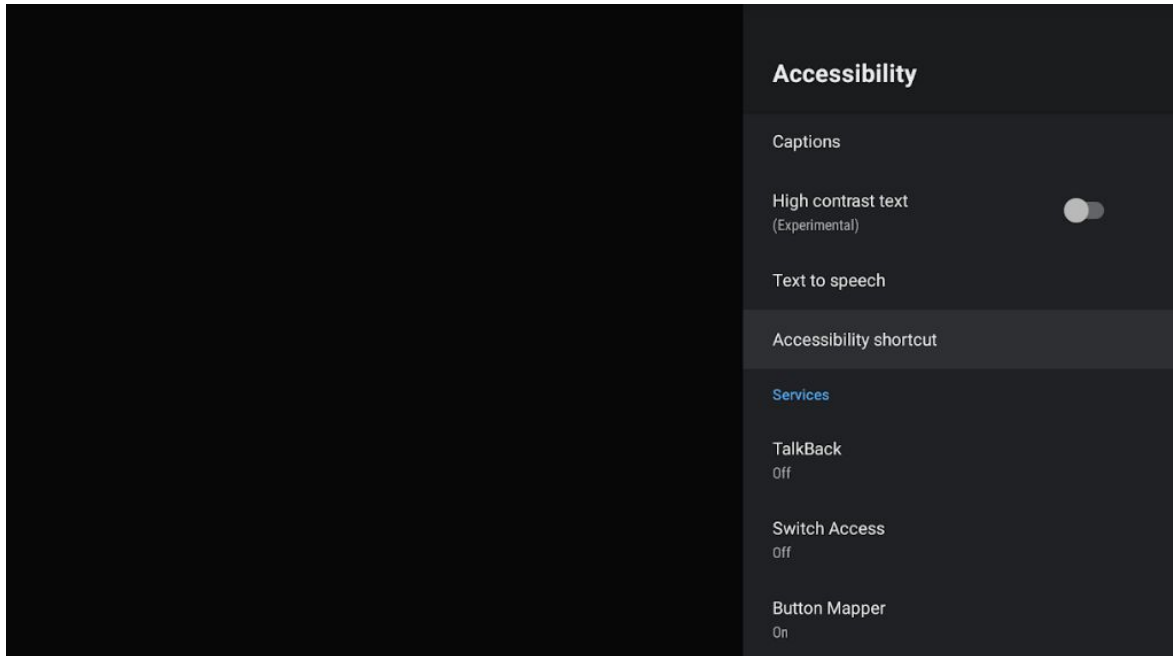 Accessibility
Captions
High contrast text
(Experimental)
Text to speech
Accessibility shortcut
Services
TalkBack
Off
Switch Access
Off
Button Mapper
On